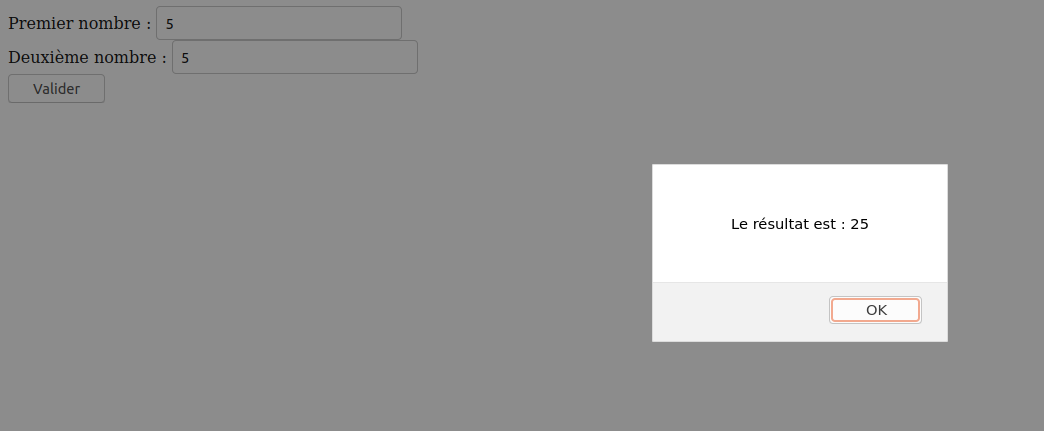 Premier nombre : 5
Deuxième nombre : 5
Valider
Le résultat est : 25
OK